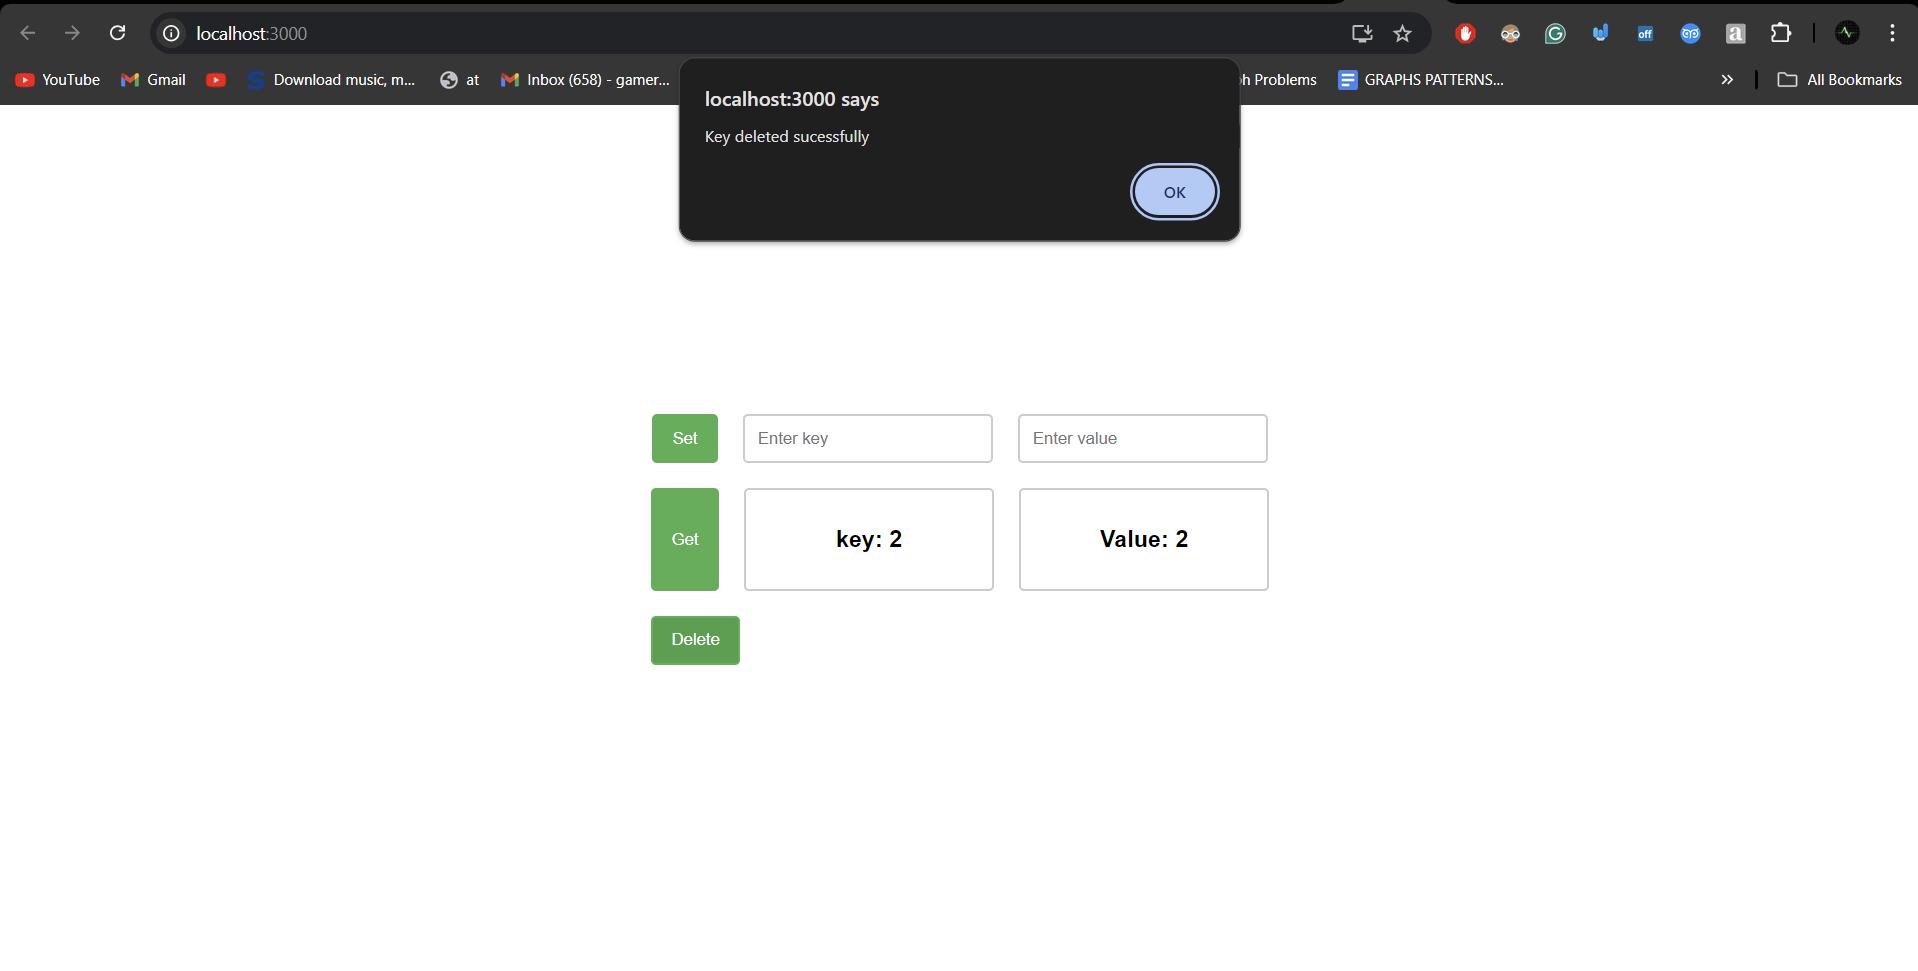 localhost:3000
off
a
YouTube
Gmail
Download music, m...
at
Inbox (658) - gamer...
Problems
GRAPHS PATTERNS...
All Bookmarks
localhost:3000 says
Key deleted sucessfully
OK
Set
Enter key
Enter value
Get
key: 2
Value: 2
Delete